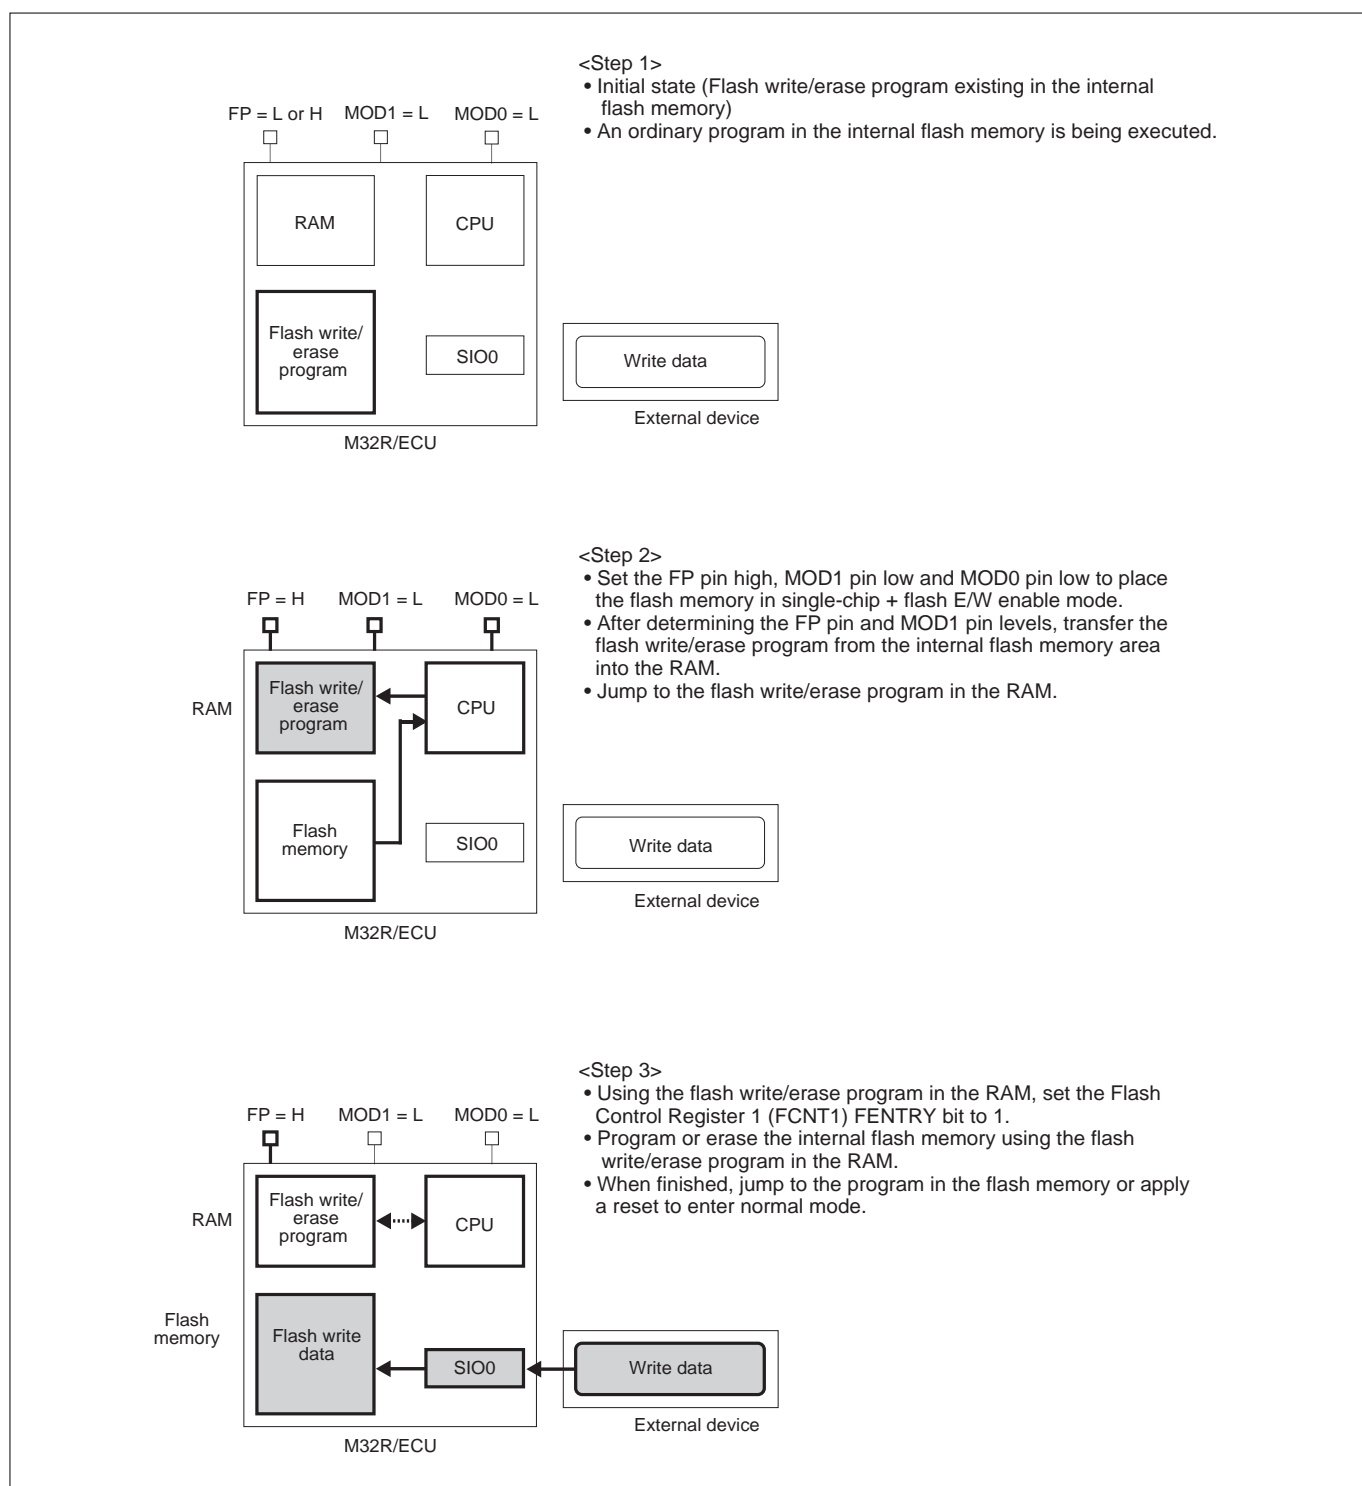 <Step 1>
• Initial state (Flash write/erase program existing in the internal
flash memory)
• An ordinary program in the internal flash memory is being executed.
FP = L or H MOD1 = L MOD0 = L
RAM CPU
Flash write/
erase
program
SIO0
Write data
External device
M32R/ECU
<Step 2>
• Set the FP pin high, MOD1 pin low and MOD0 pin low to place
the flash memory in single-chip + flash E/W enable mode.
• After determining the FP pin and MOD1 pin levels, transfer the
flash write/erase program from the internal flash memory area
into the RAM.
• Jump to the flash write/erase program in the RAM.
FP = H MOD1 = L MOD0 = L
RAM
Flash write/
erase
program
CPU
Flash
memory
SIO0
Write data
External device
M32R/ECU
<Step 3>
• Using the flash write/erase program in the RAM, set the Flash
Control Register 1 (FCNT1) FENTRY bit to 1.
• Program or erase the internal flash memory using the flash
write/erase program in the RAM.
• When finished, jump to the program in the flash memory or apply
a reset to enter normal mode.
FP = H MOD1 = L MOD0 = L
RAM
Flash write/
erase
program
CPU
Flash
memory
Flash write
data
SIO0
Write data
External device
M32R/ECU